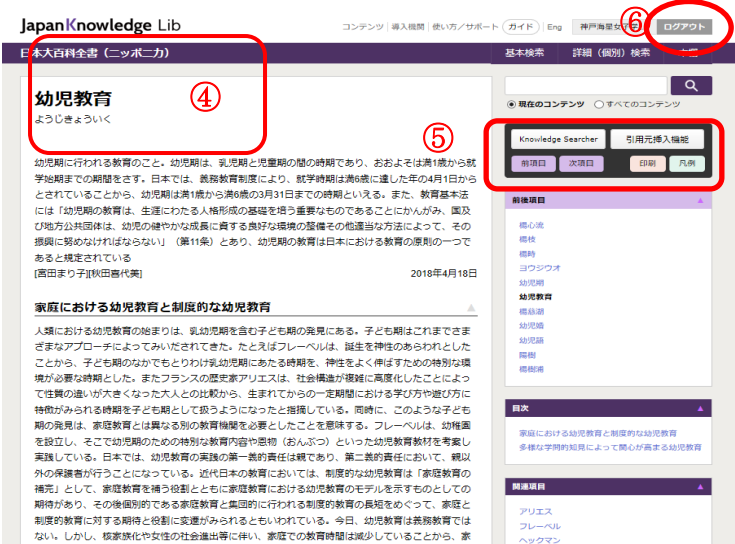 JapanKnowledge Lib
コンテンツ 導入機関 使い方／サポート ガイド Eng 神戸海星女子学 ⑥ ログアウト
日本大百科全書（ニッポニカ）
基本検索 詳細（個別）検索 本棚
幼児教育
ようじきょういく
④
⑤
現在のコンテンツ すべてのコンテンツ
Knowledge Searcher 引用元挿入機能
前項目 次項目 印刷 凡例
幼児期に行われる教育のこと。幼児期は、乳児期と児童期の間の時期であり、おおよそは満1歳から就
学始期までの期間をさす。日本では、義務教育制度により、就学時期は満6歳に達した年の4月1日から
とされていることから、幼児期は満1歳から満6歳の3月31日までの時期といえる。また、教育基本法
には「幼児期の教育は、生涯にわたる人格形成の基礎を培う重要なものであることにかんがみ、国及
び地方公共団体は、幼児の健やかな成長に資する良好な環境の整備その他適当な方法によって、その
振興に努めなければならない」（第11条）とあり、幼児期の教育は日本における教育の原則の一つで
あると規定されている
[宮田まり子][秋田喜代美]
2018年4月18日
家庭における幼児教育と制度的な幼児教育
人類における幼児教育の始まりは、乳幼児期を含む子ども期の発見にある。子ども期はこれまでさま
ざまなアプローチによってみいだされてきた。たとえばフレーベルは、誕生を神性のあらわれとした
ことから、子ども期のなかでもとりわけ乳幼児期にあたる時期を、神性をよく伸ばすための特別な環
境が必要な時期とした。またフランスの歴史家アリエスは、社会構造が複雑に高度化したことによっ
て性質の違いが大きくなった大人との比較から、生まれてからの一定期間における学び方や遊び方に
特徴がみられる時期を子ども期として扱うようになったと指摘している。同時に、このような子ども
期の発見は、家庭教育とは異なる別の教育機関を必要としたことを意味する。フレーベルは、幼稚園
を設立し、そこで幼児期のための特別な教育内容や恩物（おんぶつ）といった幼児教育教材を考案し
実践している。日本では、幼児教育の実践の第一義的責任は親であり、第二義的責任において、親以
外の保護者が行うことになっている。近代日本の教育においては、制度的な幼児教育は「家庭教育の
補完」として、家庭教育を補う役割とともに家庭教育における幼児教育のモデルを示すものとしての
期待があり、その後個別的である家庭教育と集団的に行われる制度的教育の長短をめぐって、家庭と
制度的教育に対する期待と役割に変遷がみられるともいわれている。今日、幼児教育は義務教育では
ない。しかし、核家族化や女性の社会進出等に伴い、家庭での教育時間は減少していることから、家
前後項目
楊心流
楊枝
楊時
ヨウジウオ
幼児期
幼児教育
幼児婚
幼児語
陽樹
楊樹浦
目次
家庭における幼児教育と制度的な幼児教育
多様な学問的知見によって関心が高まる幼児教育
関連項目
アリエス
フレーベル
ヘックマン